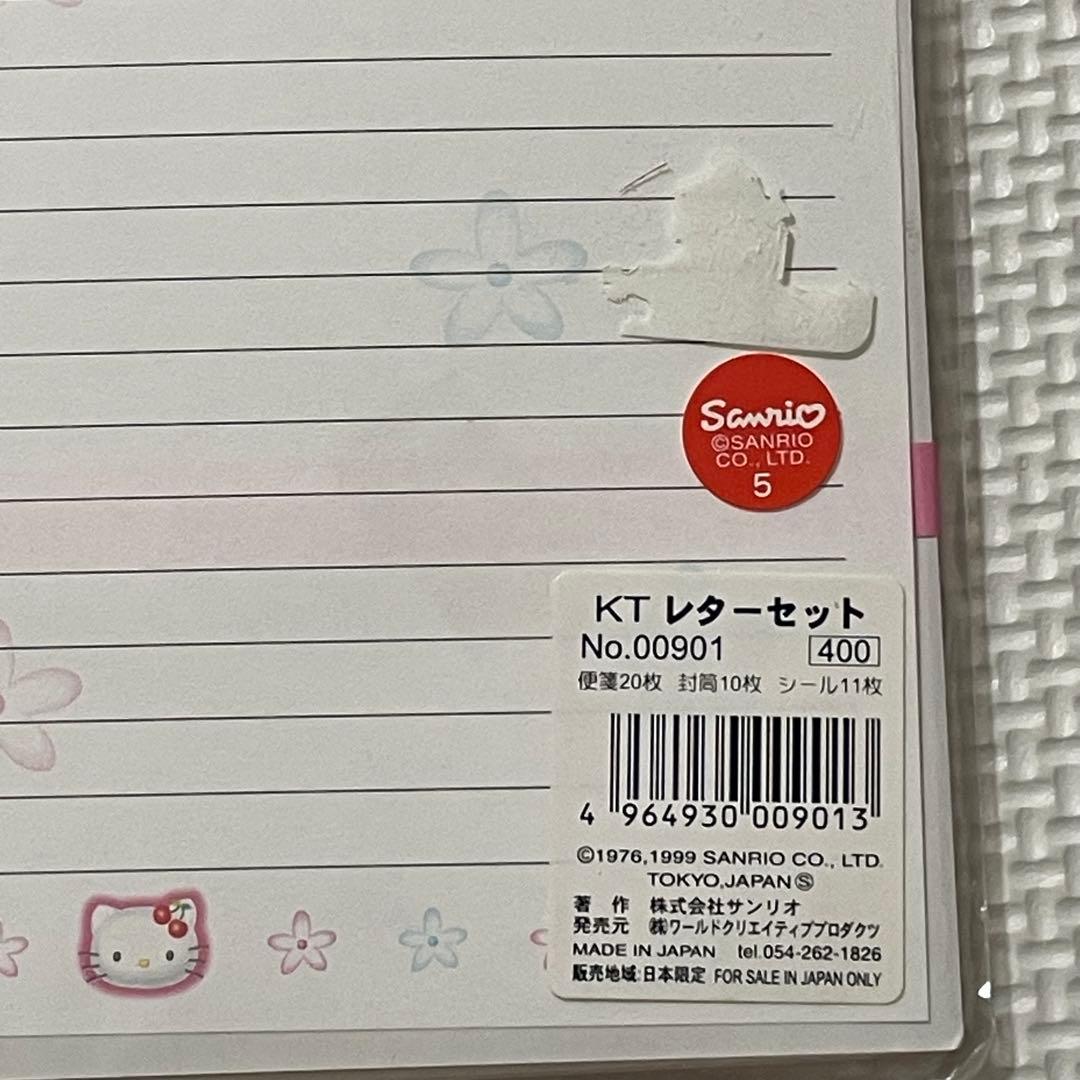 Sanrio
©SANRIO
CO., LTD.
5
KT レターセット
No.00901 400
便箋20枚 封筒10枚 シール11枚
4 964930 009013
©1976,1999 SANRIO CO., LTD.
TOKYO,JAPAN Ⓢ
著 作 株式会社サンリオ
発売元 ㈱ワールドクリエイティブプロダクツ
MADE IN JAPAN tel.054-262-1826
販売地域:日本限定 FOR SALE IN JAPAN ONLY